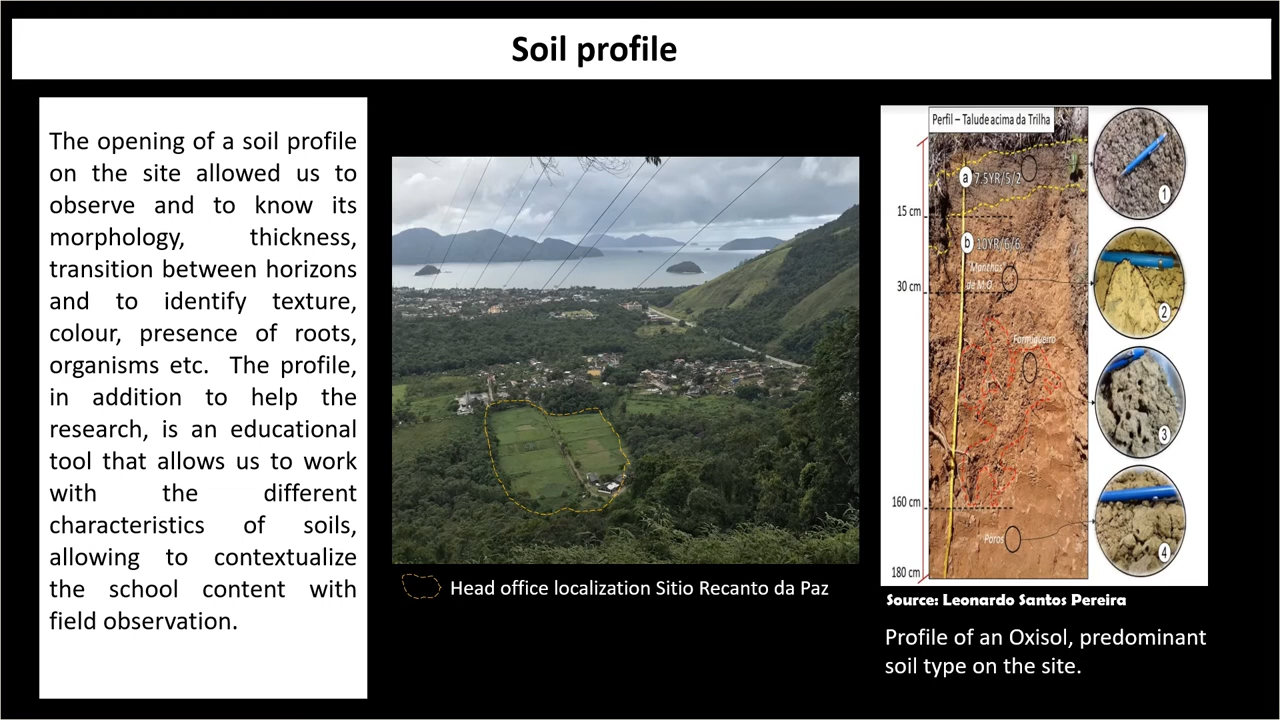 Soil profile
The opening of a soil profile
on the site allowed us to
observe and to know its
morphology, thickness,
transition between horizons
and to identify texture,
colour, presence of roots,
organisms etc. The profile,
in addition to help the
research, is an educational
tool that allows us to work
with the different
characteristics of soils,
allowing to contextualize
the school content with
field observation.
Head office localization Sitio Recanto da Paz
Perfil – Talude acima da Trilha
a 7.5YR/5/2
1
15 cm
b 10YR/6/6
Manchas
de M.O.
30 cm
2
Formigueiro
3
160 cm
Poros
4
180 cm
Source: Leonardo Santos Pereira
Profile of an Oxisol, predominant
soil type on the site.